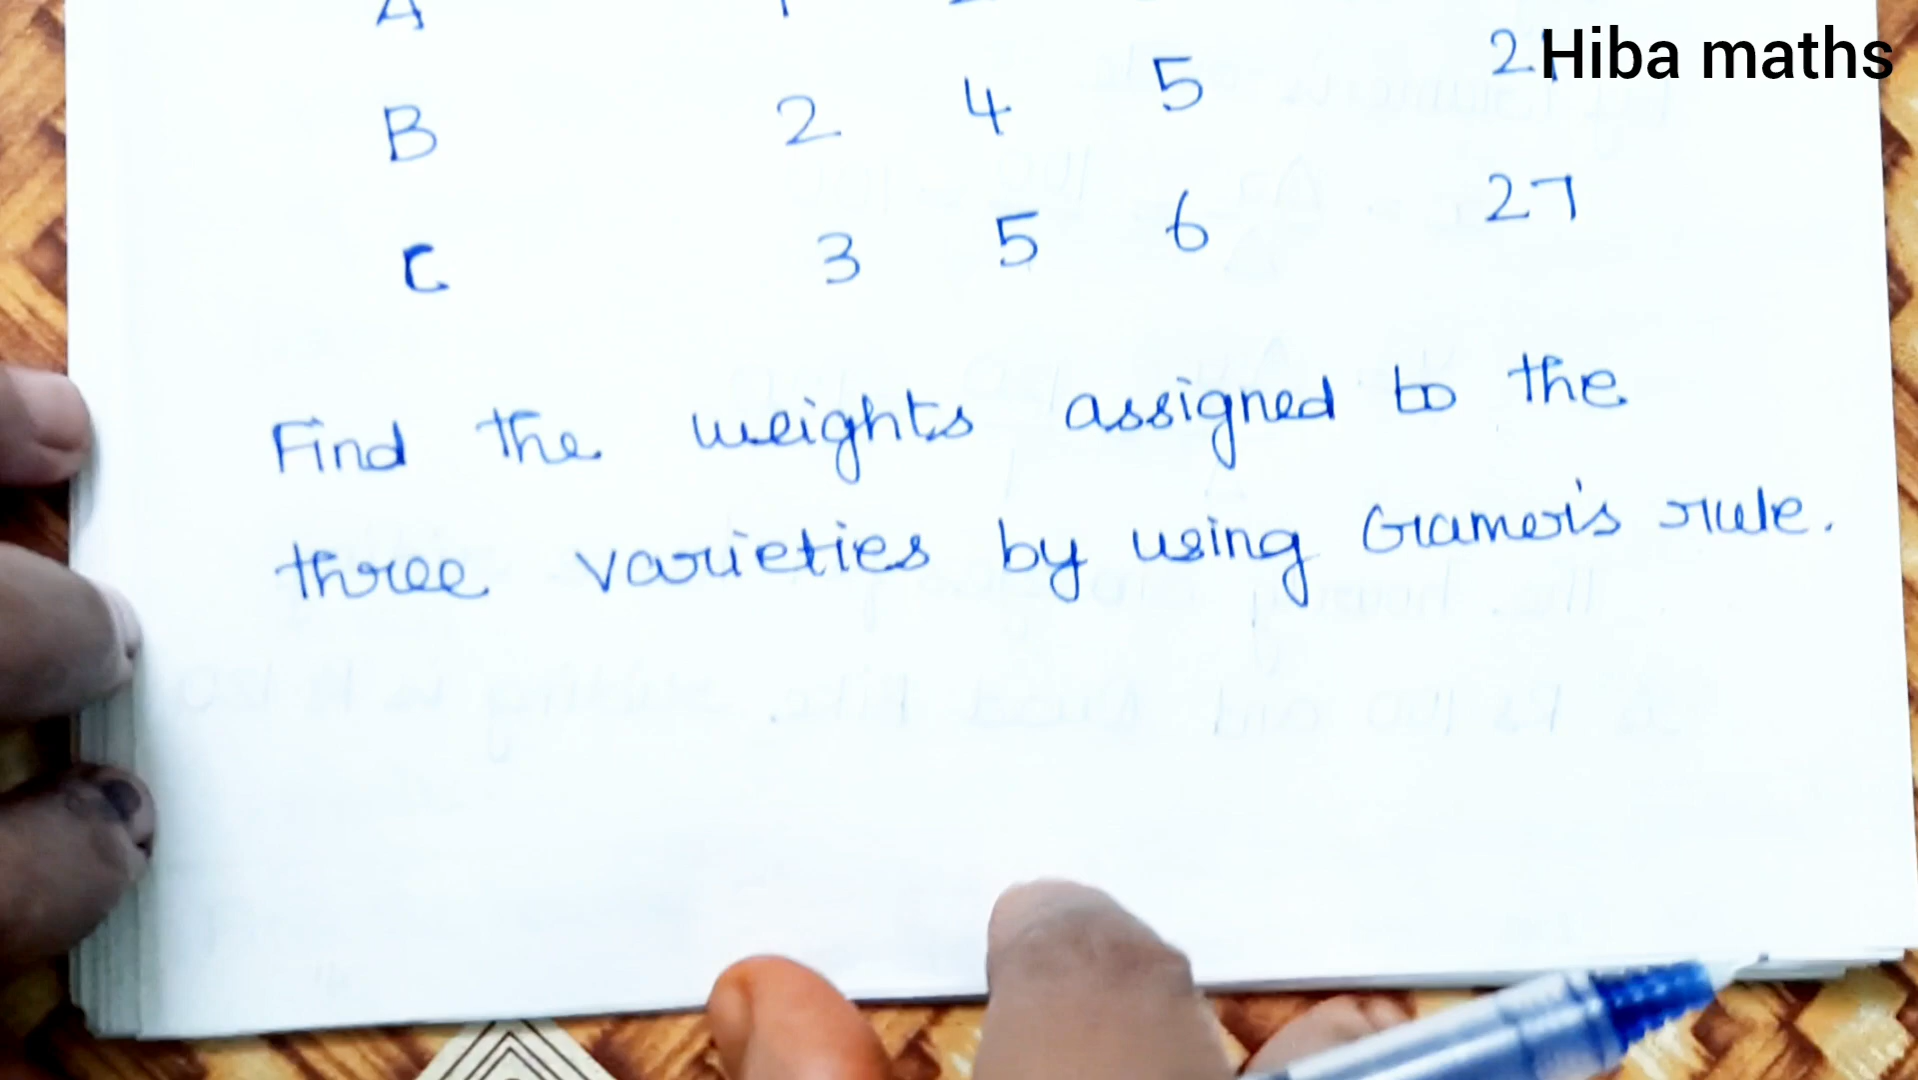 A
Hiba maths
B 2 4 5
C 3 5 6 27
Find the weights assigned to the
three varieties by using Cramer's rule.